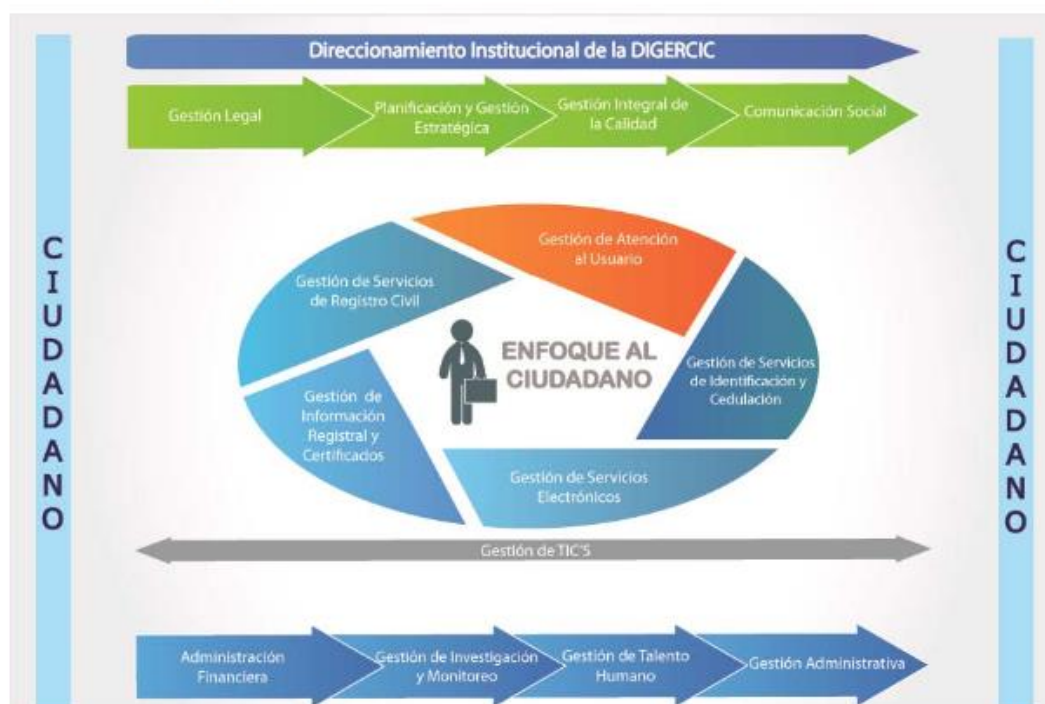 Direccionamiento Institucional de la DIGERCIC
Gestión Legal
Planificación y Gestión
Estratégica
Gestión Integral de
la Calidad
Comunicación Social
CIUDADANO
Gestión de Atención
al Usuario
Gestión de Servicios
de Registro Civil
ENFOQUE AL
CIUDADANO
Gestión de Servicios
de Identificación y
Cedulación
Gestión de
Información
Registral y
Certificados
Gestión de Servicios
Electrónicos
CIUDADANO
Gestión de TIC'S
Administración
Financiera
Gestión de Investigación
y Monitoreo
Gestión de Talento
Humano
Gestión Administrativa